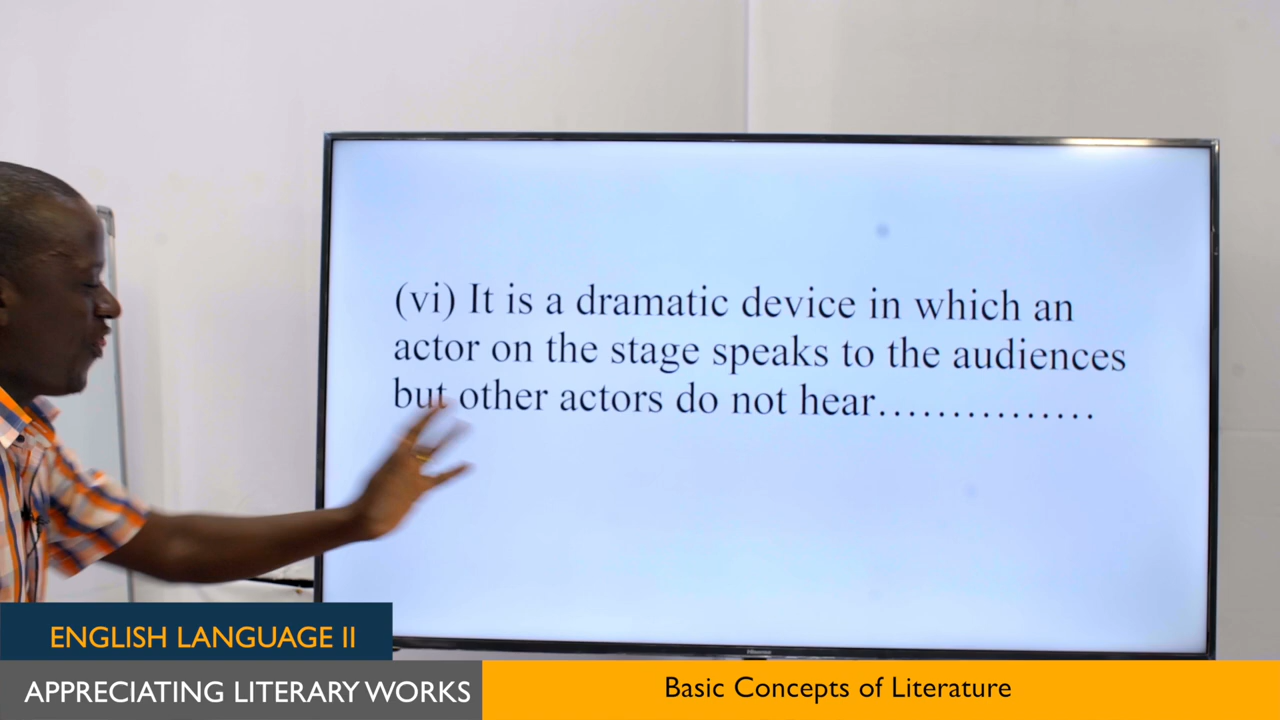 (vi) It is a dramatic device in which an
actor on the stage speaks to the audiences
but other actors do not hear...............
Hisense
ENGLISH LANGUAGE II
APPRECIATING LITERARY WORKS
Basic Concepts of Literature